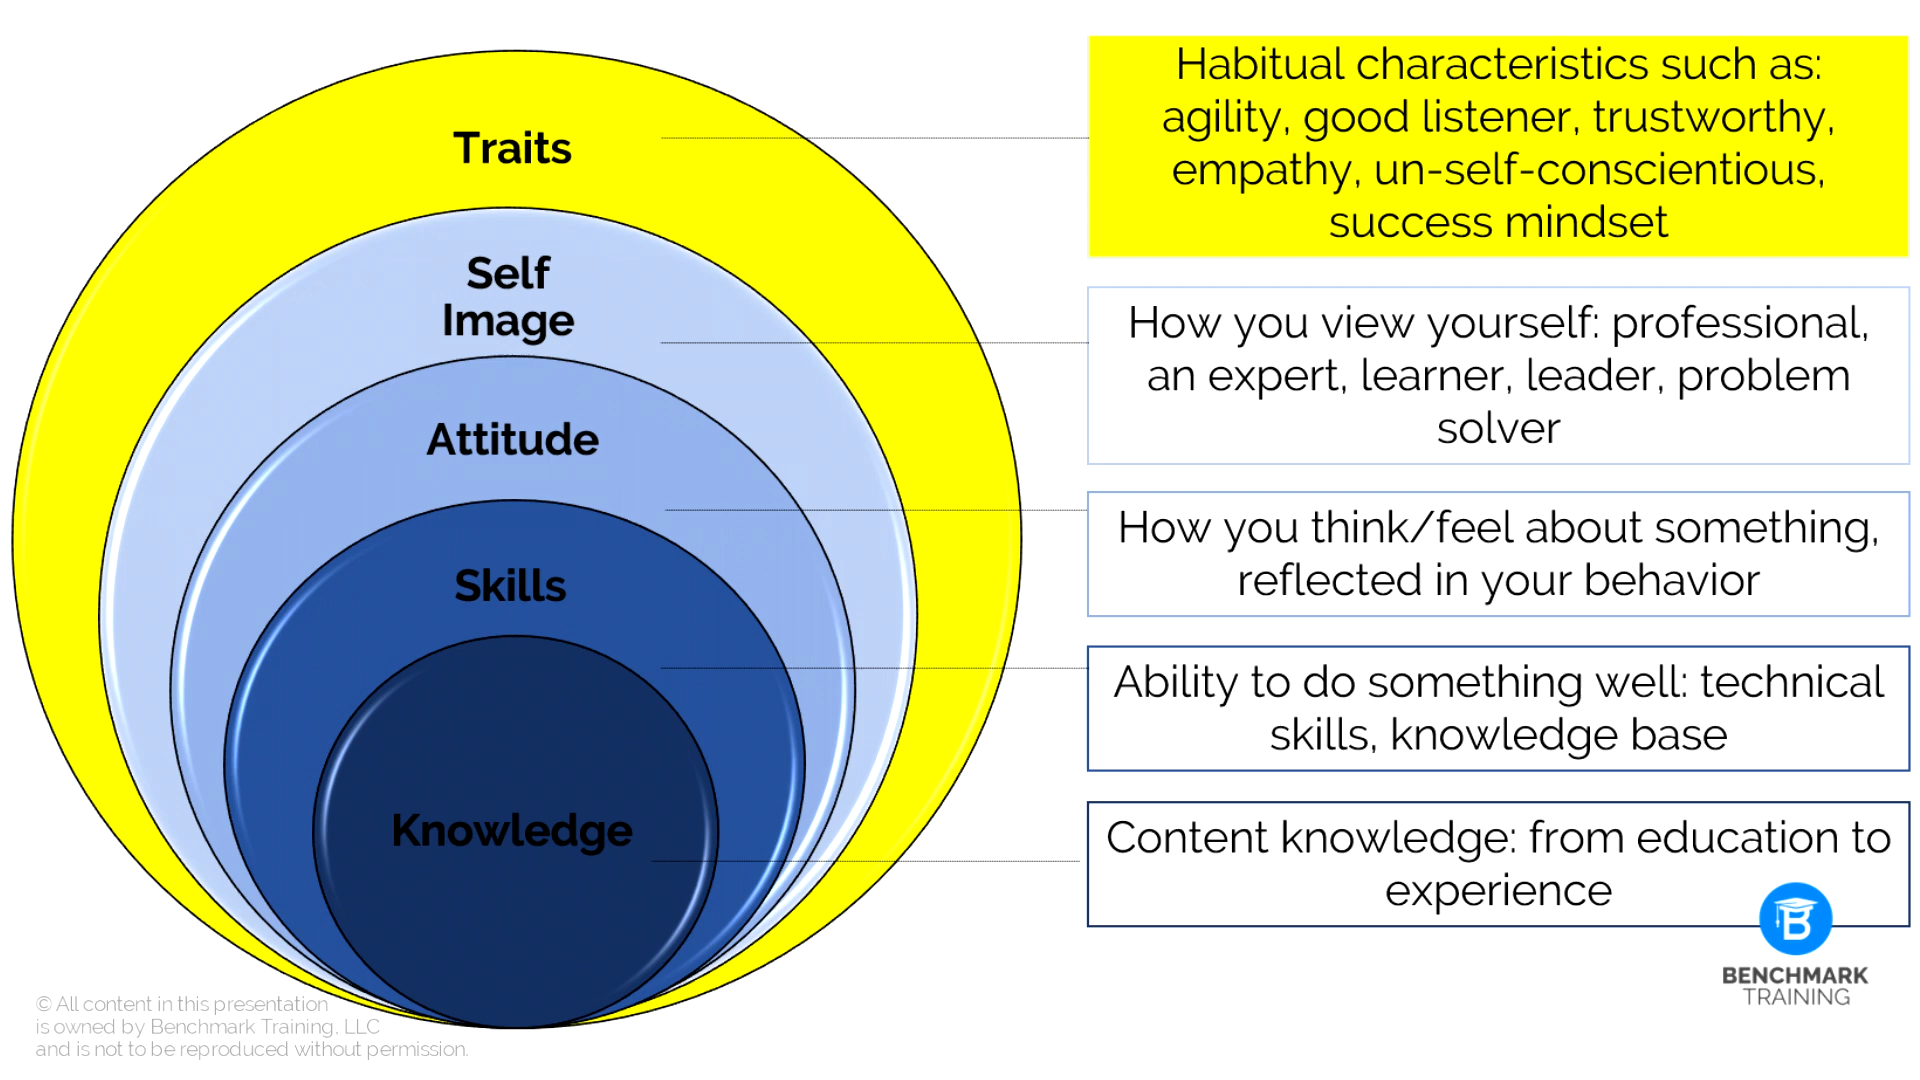 Traits
Habitual characteristics such as:
agility, good listener, trustworthy,
empathy, un-self-conscientious,
success mindset
Self
Image
How you view yourself: professional,
an expert, learner, leader, problem
solver
Attitude
How you think/feel about something,
reflected in your behavior
Skills
Ability to do something well: technical
skills, knowledge base
Knowledge
Content knowledge: from education to
experience
B
BENCHMARK
TRAINING
© All content in this presentation
is owned by Benchmark Training, LLC
and is not to be reproduced without permission.